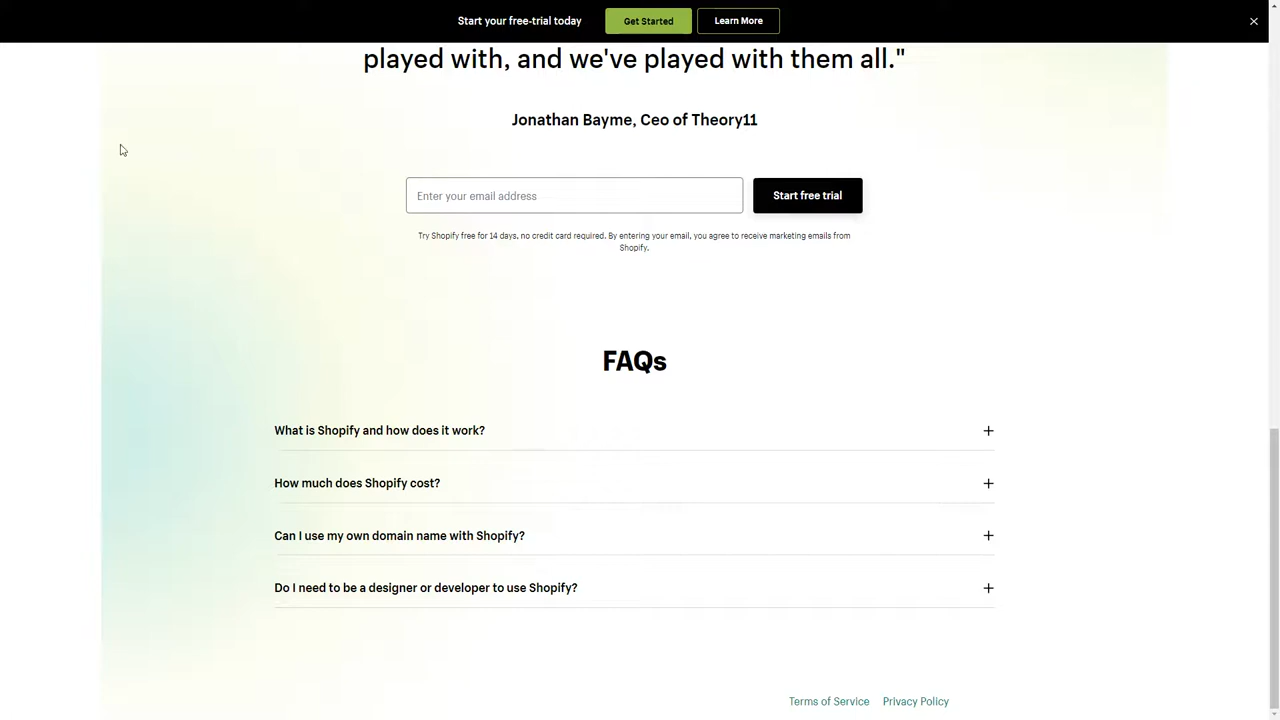 Start your free-trial today
Get Started
Learn More
played with, and we've played with them all."
Jonathan Bayme, Ceo of Theory11
Enter your email address
Start free trial
Try Shopify free for 14 days, no credit card required. By entering your email, you agree to receive marketing emails from
Shopify.
FAQs
What is Shopify and how does it work?
How much does Shopify cost?
Can I use my own domain name with Shopify?
Do I need to be a designer or developer to use Shopify?
Terms of Service
Privacy Policy